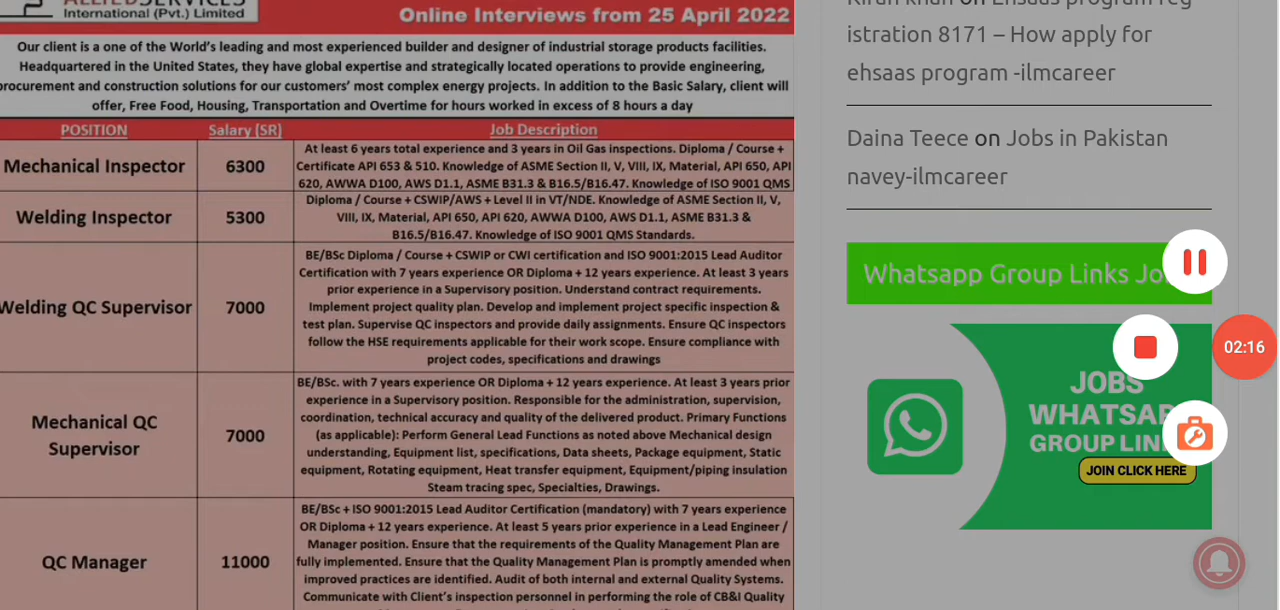 ALLIED SERVICES
International (Pvt.) Limited
Online Interviews from 25 April 2022
Our client is a one of the World's leading and most experienced builder and designer of industrial storage products facilities.
Headquartered in the United States, they have global expertise and strategically located operations to provide engineering,
procurement and construction solutions for our customers' most complex energy projects. In addition to the Basic Salary, client will
offer, Free Food, Housing, Transportation and Overtime for hours worked in excess of 8 hours a day
POSITION Salary (SR) Job Description
Mechanical Inspector 6300
At least 6 years total experience and 3 years in Oil Gas inspections. Diploma / Course +
Certificate API 653 & 510. Knowledge of ASME Section II, V, VIII, IX, Material, API 650, API
620, AWWA D100, AWS D1.1, ASME B31.3 & B16.5/B16.47. Knowledge of ISO 9001 QMS
Welding Inspector 5300
Diploma / Course + CSWIP/AWS + Level II in VT/NDE. Knowledge of ASME Section II, V,
VIII, IX, Material, API 650, API 620, AWWA D100, AWS D1.1, ASME B31.3 &
B16.5/B16.47. Knowledge of ISO 9001 QMS Standards.
Welding QC Supervisor 7000
BE/BSc Diploma / Course + CSWIP or CWI certification and ISO 9001:2015 Lead Auditor
Certification with 7 years experience OR Diploma + 12 years experience. At least 3 years
prior experience in a Supervisory position. Understand contract requirements.
Implement project quality plan. Develop and implement project specific inspection &
test plan. Supervise QC inspectors and provide daily assignments. Ensure QC inspectors
follow the HSE requirements applicable for their work scope. Ensure compliance with
project codes, specifications and drawings
Mechanical QC
Supervisor
7000
BE/BSc. with 7 years experience OR Diploma + 12 years experience. At least 3 years prior
experience in a Supervisory position. Responsible for the administration, supervision,
coordination, technical accuracy and quality of the delivered product. Primary Functions
(as applicable): Perform General Lead Functions as noted above Mechanical design
understanding, Equipment list, specifications, Data sheets, Package equipment, Static
equipment, Rotating equipment, Heat transfer equipment, Equipment/piping insulation
Steam tracing spec, Specialties, Drawings.
QC Manager 11000
BE/BSc + ISO 9001:2015 Lead Auditor Certification (mandatory) with 7 years experience
OR Diploma + 12 years experience. At least 5 years prior experience in a Lead Engineer /
Manager position. Ensure that the requirements of the Quality Management Plan are
fully implemented. Ensure that the Quality Management Plan is promptly amended when
improved practices are identified. Audit of both internal and external Quality Systems.
Communicate with Client's inspection personnel in performing the role of CB&I Quality
Kiran khan on Ehsaas program reg
istration 8171 – How apply for
ehsaas program -ilmcareer
Daina Teece on Jobs in Pakistan
navey-ilmcareer
Whatsapp Group Links Jo
JOBS
WHATSAP
GROUP LIN
JOIN CLICK HERE
02:16